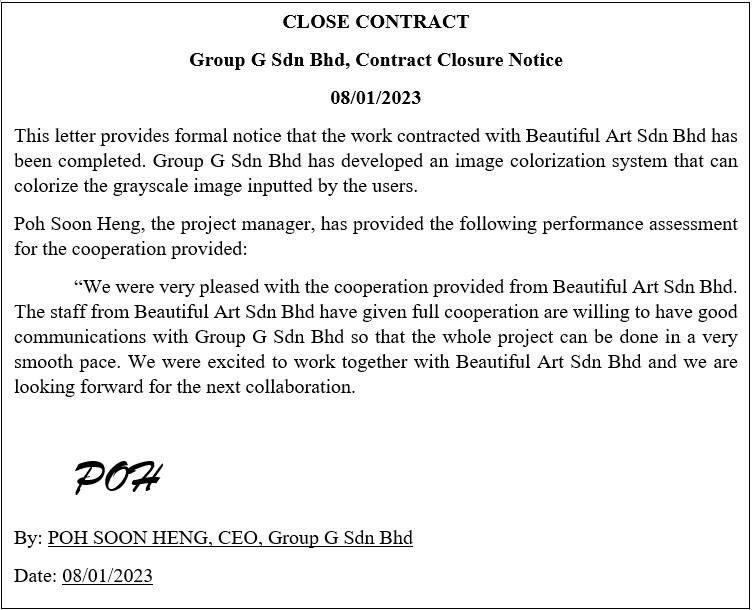 CLOSE CONTRACT
Group G Sdn Bhd, Contract Closure Notice
08/01/2023
This letter provides formal notice that the work contracted with Beautiful Art Sdn Bhd has
been completed. Group G Sdn Bhd has developed an image colorization system that can
colorize the grayscale image inputted by the users.
Poh Soon Heng, the project manager, has provided the following performance assessment
for the cooperation provided:
“We were very pleased with the cooperation provided from Beautiful Art Sdn Bhd.
The staff from Beautiful Art Sdn Bhd have given full cooperation are willing to have good
communications with Group G Sdn Bhd so that the whole project can be done in a very
smooth pace. We were excited to work together with Beautiful Art Sdn Bhd and we are
looking forward for the next collaboration.
POH
By: POH SOON HENG, CEO, Group G Sdn Bhd
Date: 08/01/2023